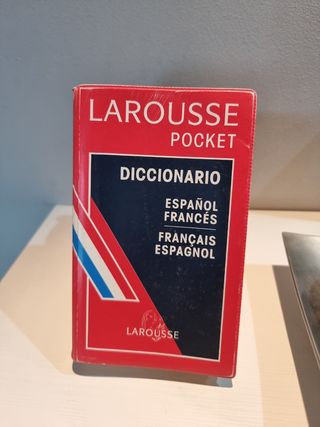 LAROUSSE
POCKET
DICCIONARIO
ESPAÑOL
FRANCÉS
FRANÇAIS
ESPAGNOL
LAROUSSE